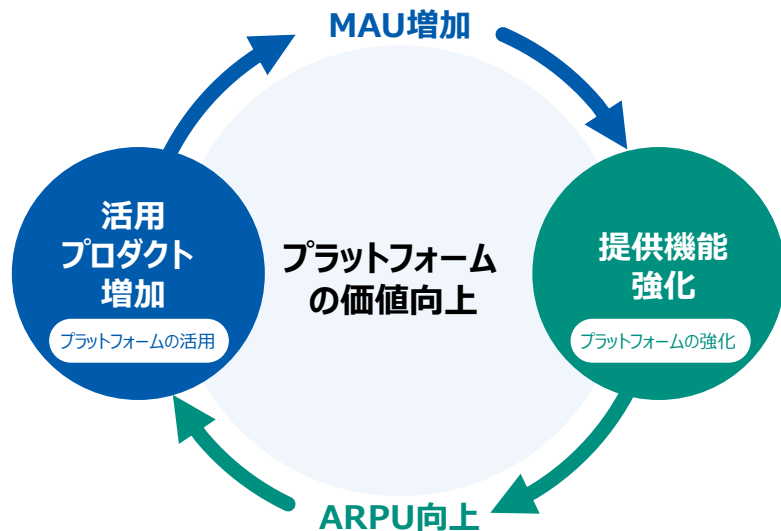 MAU増加
活用
プロダクト
増加
プラットフォームの活用
プラットフォーム
の価値向上
提供機能
強化
プラットフォームの強化
ARPU向上